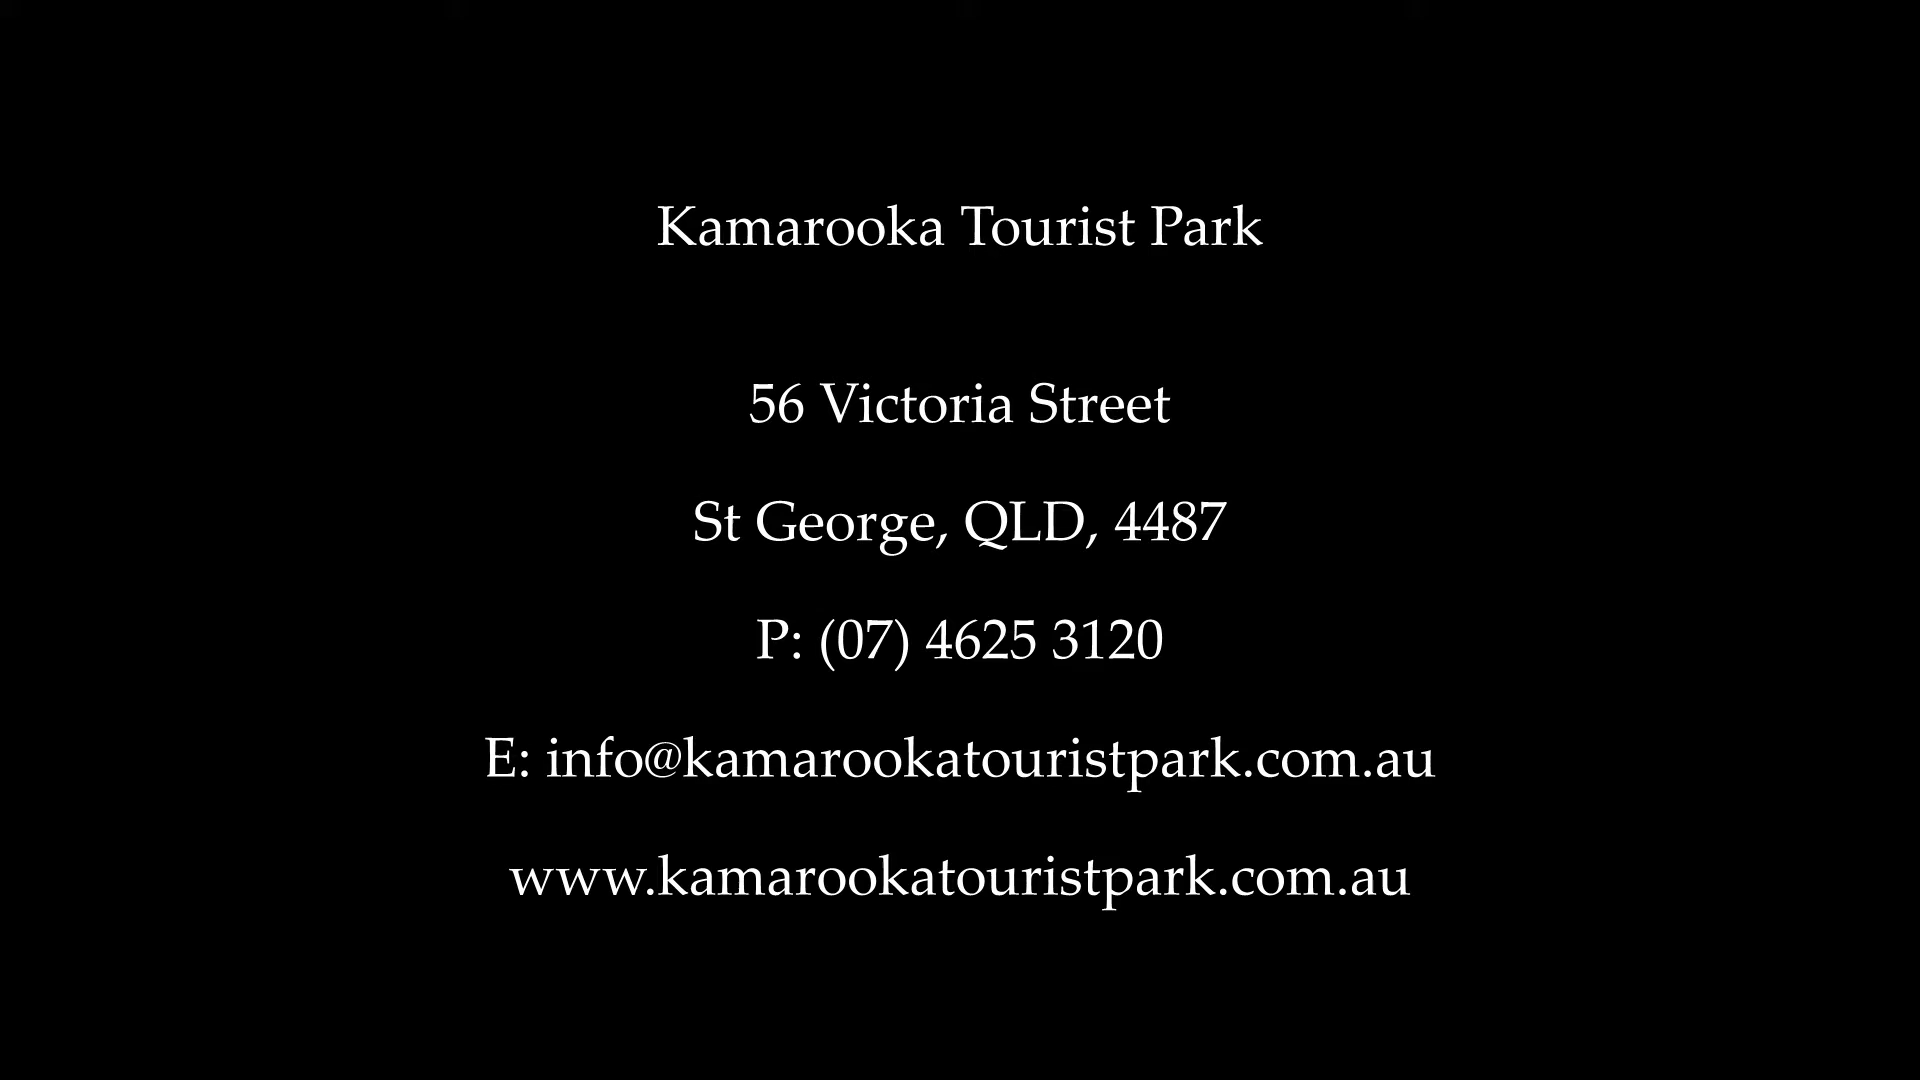 Kamarooka Tourist Park
56 Victoria Street
St George, QLD, 4487
P: (07) 4625 3120
E: info@kamarookatouristpark.com.au
www.kamarookatouristpark.com.au